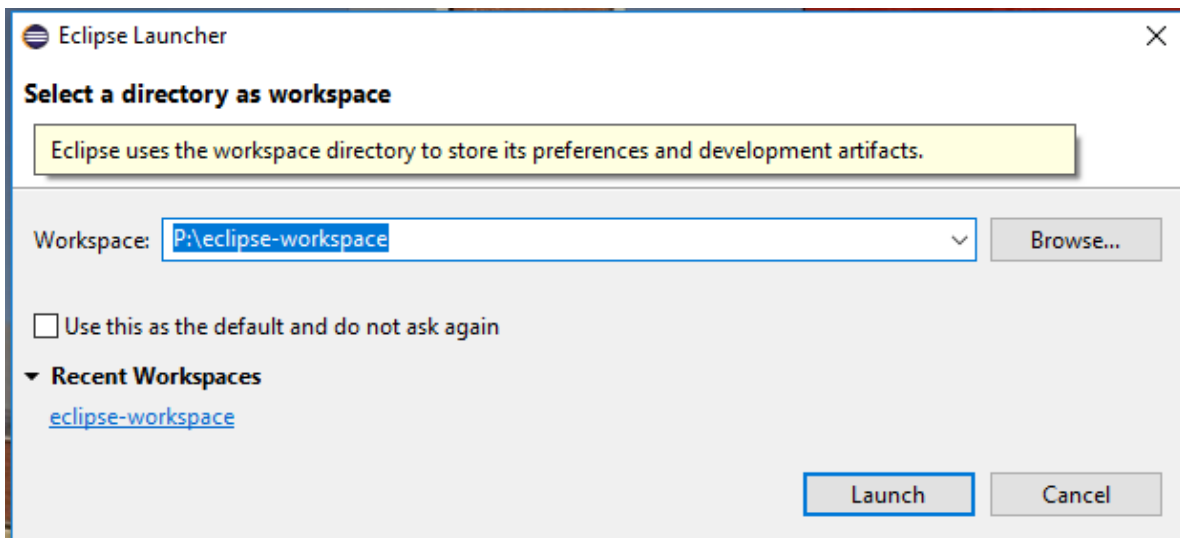 Eclipse Launcher
Select a directory as workspace
Eclipse uses the workspace directory to store its preferences and development artifacts.
Workspace: P:\eclipse-workspace Browse...
Use this as the default and do not ask again
Recent Workspaces
eclipse-workspace
Launch Cancel